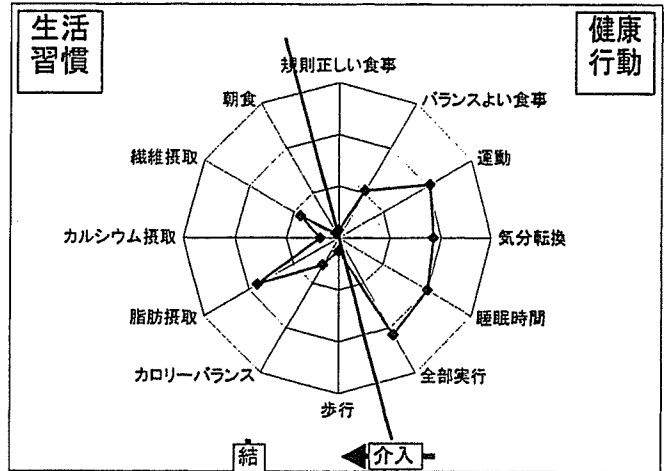 生活
習慣
健康
行動
規則正しい食事
朝食
バランスよい食事
繊維摂取
運動
カルシウム摂取
気分転換
脂肪摂取
睡眠時間
カロリーバランス
全部実行
歩行
結
介入